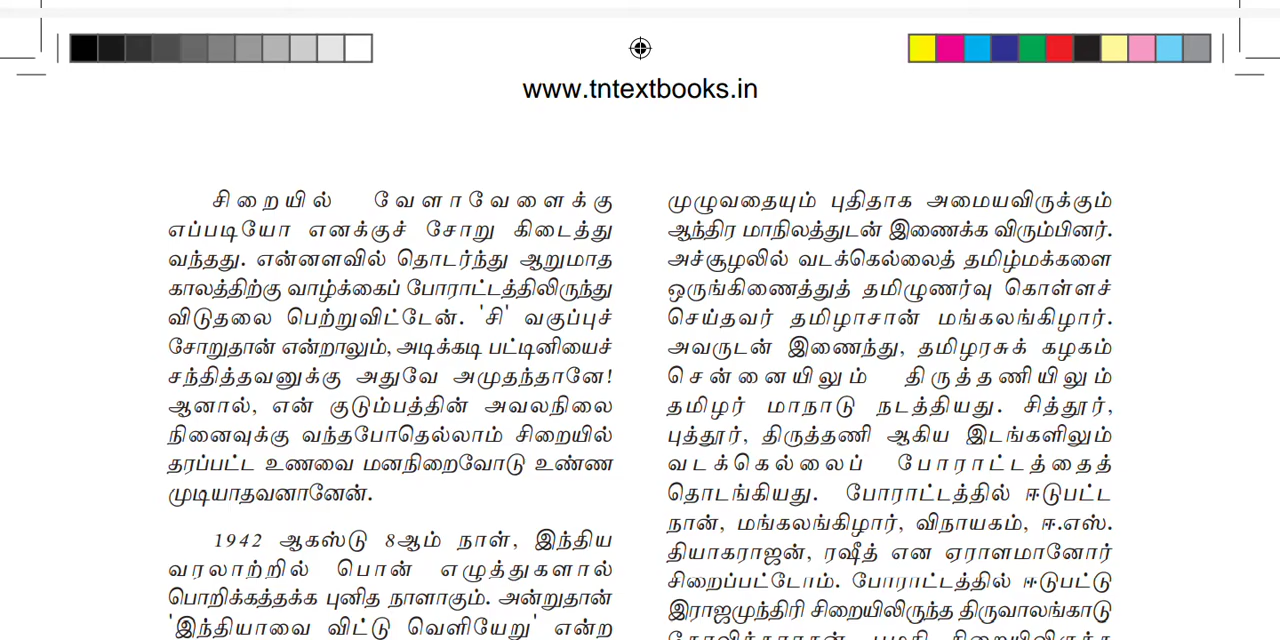 www.tntextbooks.in
சிறையில் வேளாவேளைக்கு
எப்படியோ எனக்குச் சோறு கிடைத்து
வந்தது. என்னளவில் தொடர்ந்து ஆறுமாத
காலத்திற்கு வாழ்க்கைப் போராட்டத்திலிருந்து
விடுதலை பெற்றுவிட்டேன். 'சி' வகுப்புச்
சோறுதான் என்றாலும், அடிக்கடி பட்டினியைச்
சந்தித்தவனுக்கு அதுவே அமுதந்தானே!
ஆனால், என் குடும்பத்தின் அவலநிலை
நினைவுக்கு வந்தபோதெல்லாம் சிறையில்
தரப்பட்ட உணவை மனநிறைவோடு உண்ண
முடியாதவனானேன்.
1942 ஆகஸ்டு 8ஆம் நாள், இந்திய
வரலாற்றில் பொன் எழுத்துகளால்
பொறிக்கத்தக்க புனித நாளாகும். அன்றுதான்
'இந்தியாவை விட்டு வெளியேறு' என்ற
முழுவதையும் புதிதாக அமையவிருக்கும்
ஆந்திர மாநிலத்துடன் இணைக்க விரும்பினர்.
அச்சூழலில் வடக்கெல்லைத் தமிழ்மக்களை
ஒருங்கிணைத்துத் தமிழுணர்வு கொள்ளச்
செய்தவர் தமிழாசான் மங்கலங்கிழார்.
அவருடன் இணைந்து, தமிழரசுக் கழகம்
சென்னையிலும் திருத்தணியிலும்
தமிழர் மாநாடு நடத்தியது. சித்தூர்,
புத்தூர், திருத்தணி ஆகிய இடங்களிலும்
வடக்கெல்லைப் போராட்டத்தைத்
தொடங்கியது. போராட்டத்தில் ஈடுபட்ட
நான், மங்கலங்கிழார், விநாயகம், ஈ.எஸ்.
தியாகராஜன், ரஷீத் என ஏராளமானோர்
சிறைப்பட்டோம். போராட்டத்தில் ஈடுபட்டு
இராஜமுந்திரி சிறையிலிருந்த திருவாலங்காடு